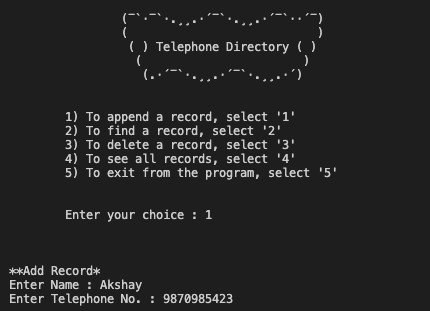 (¯`·¯`·.¸¸.·´¯`·.¸¸.·´¯`··´¯)
(                           )
( ) Telephone Directory ( )
(                       )
(.·´¯`·.¸¸.·´¯`·.¸¸.·´)
1) To append a record, select '1'
2) To find a record, select '2'
3) To delete a record, select '3'
4) To see all records, select '4'
5) To exit from the program, select '5'
Enter your choice : 1
**Add Record*
Enter Name : Akshay
Enter Telephone No. : 9870985423